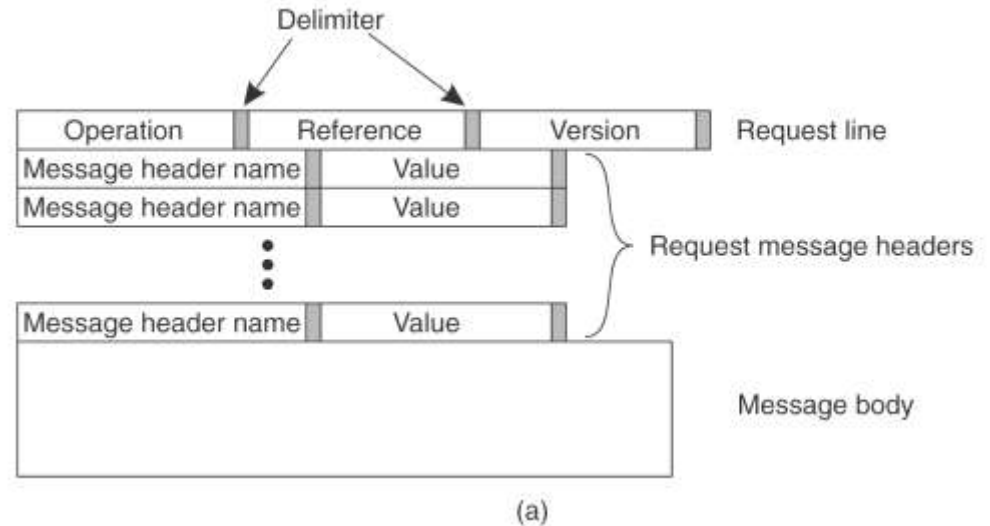 Delimiter
Operation Reference Version Request line
Message header name Value
Message header name Value
Request message headers
Message header name Value
Message body
(a)